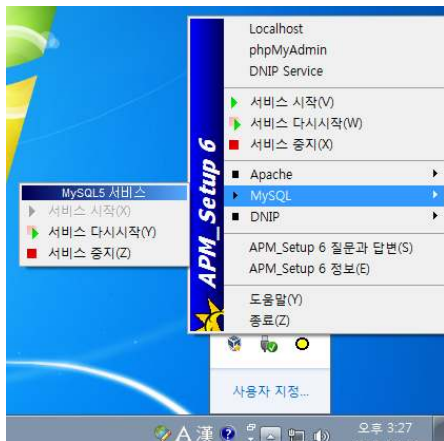 Localhost
phpMyAdmin
DNIP Service
서비스 시작(V)
서비스 다시시작(W)
서비스 중지(X)
Apache
MySQL
DNIP
APM_Setup 6 질문과 답변(S)
APM_Setup 6 정보(E)
도움말(Y)
종료(Z)
APM_Setup 6
MySQL5 서비스
서비스 시작(X)
서비스 다시시작(Y)
서비스 중지(Z)
사용자 지정...
A 漢
오후 3:27